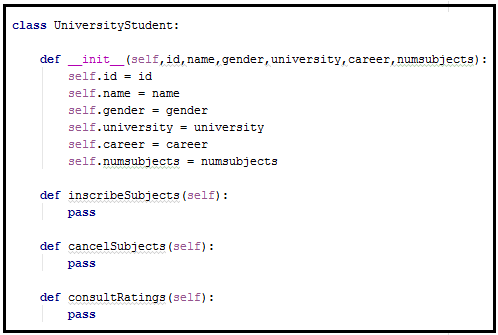 class UniversityStudent:
def __init__(self,id,name,gender,university,career,numsubjects):
self.id = id
self.name = name
self.gender = gender
self.university = university
self.career = career
self.numsubjects = numsubjects
def inscribeSubjects(self):
pass
def cancelSubjects(self):
pass
def consultRatings(self):
pass